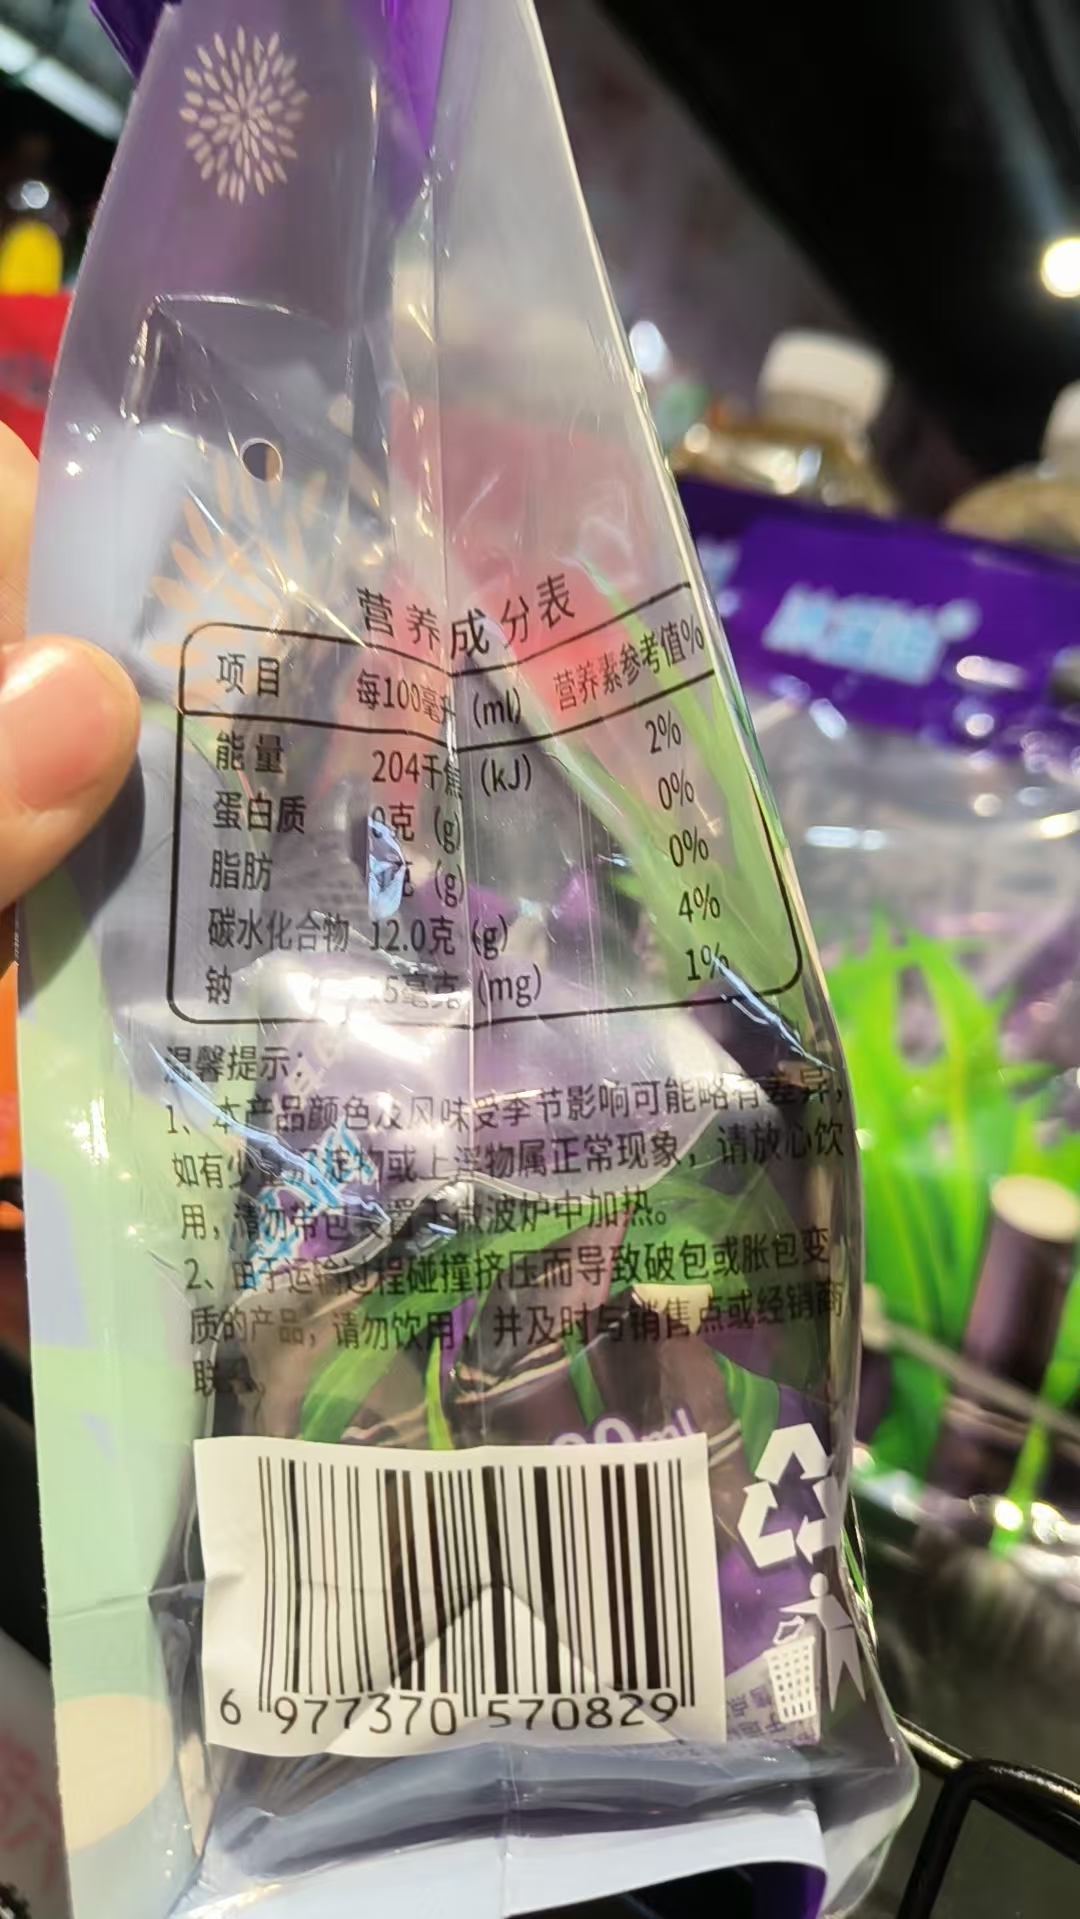 营养成分表
项目 每100毫升 (ml) 营养素参考值%
能量 204千焦 (kJ) 2%
蛋白质 0克 (g) 0%
脂肪 克 (g) 0%
碳水化合物 12.0克 (g) 4%
钠 5毫克 (mg) 1%
温馨提示：
1、本产品颜色及风味受季节影响可能略有差异，
如有少量沉淀物或上浮物属正常现象，请放心饮
用，请勿带包装置于微波炉中加热。
2、由于运输过程碰撞挤压而导致破包或胀包变
质的产品，请勿饮用，并及时与销售点或经销商
联
ml
6 977370 570829